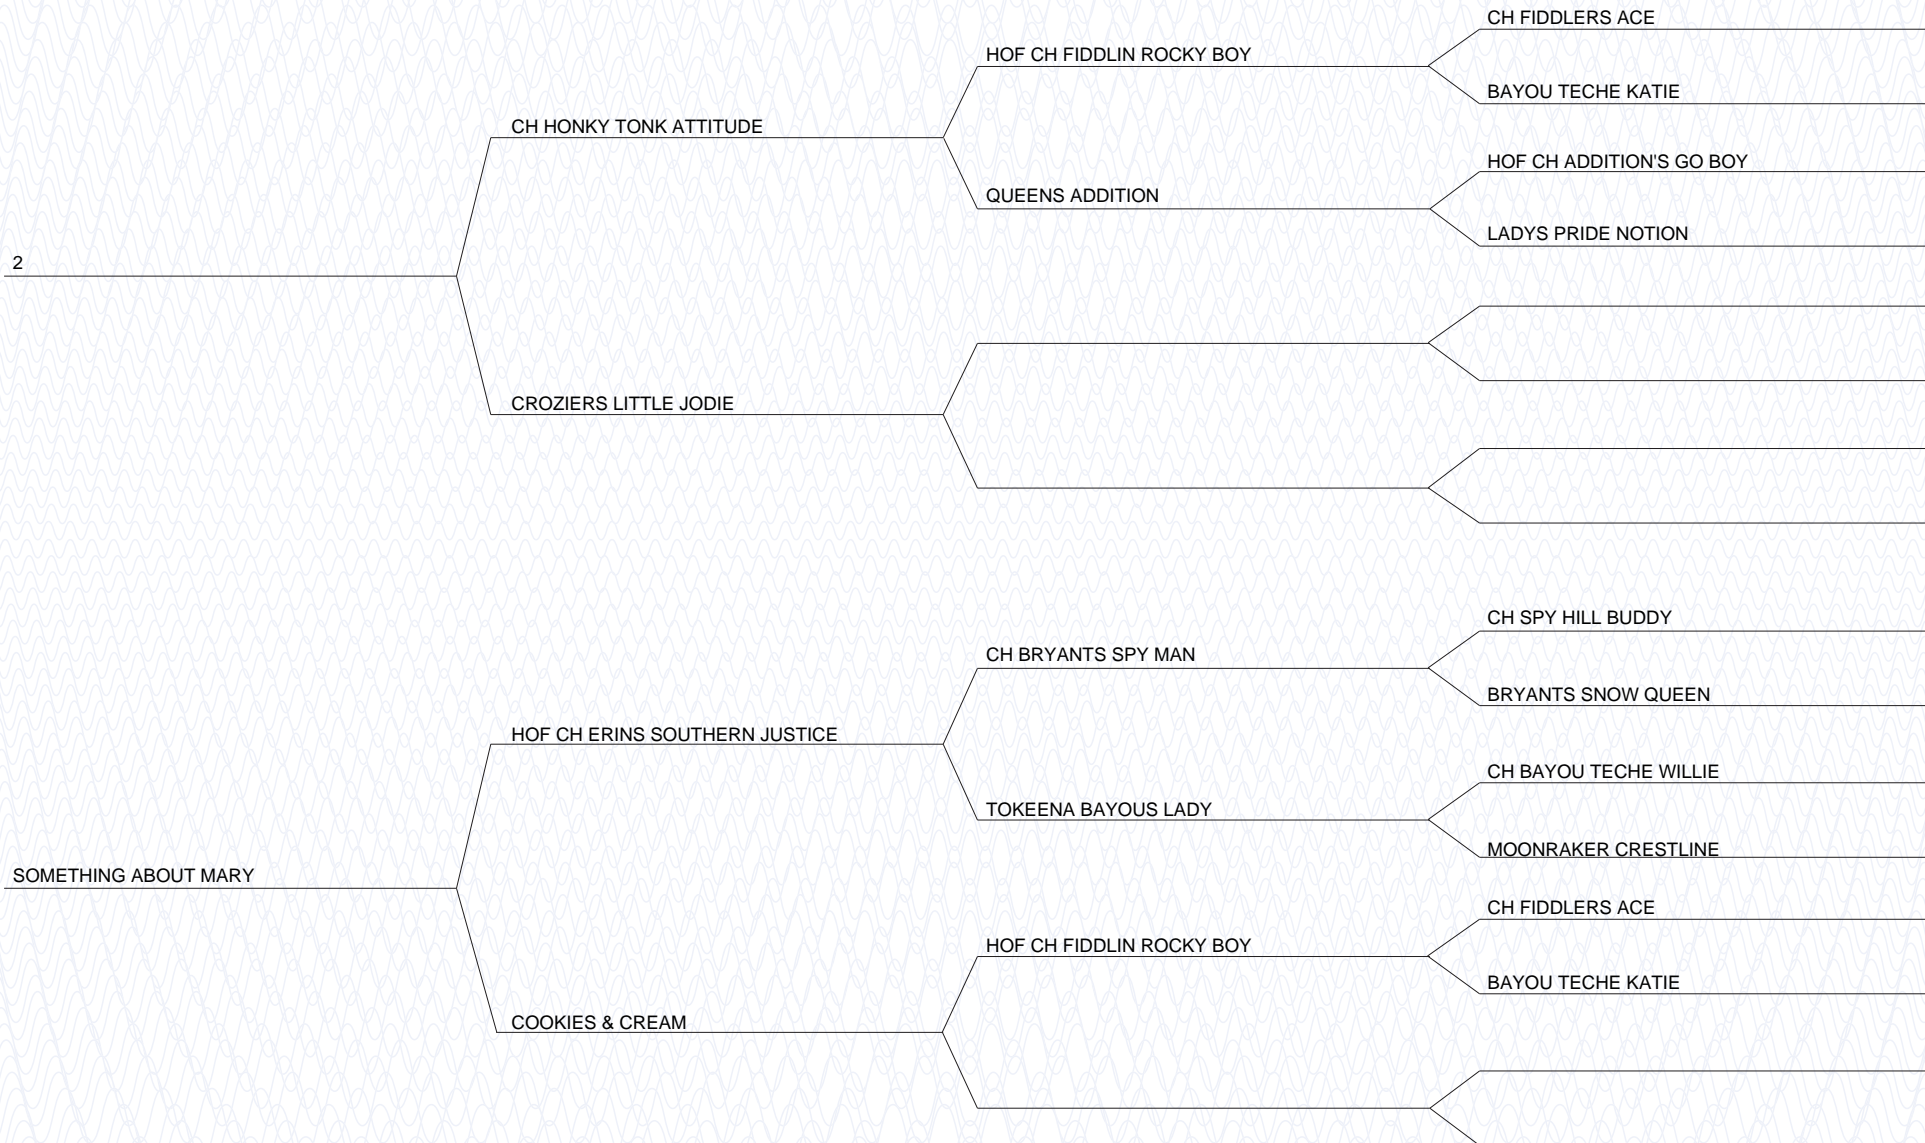 CH FIDDLERS ACE
HOF CH FIDDLIN ROCKY BOY
BAYOU TECHE KATIE
CH HONKY TONK ATTITUDE
HOF CH ADDITION'S GO BOY
QUEENS ADDITION
LADYS PRIDE NOTION
2
CROZIERS LITTLE JODIE
CH SPY HILL BUDDY
CH BRYANTS SPY MAN
BRYANTS SNOW QUEEN
HOF CH ERINS SOUTHERN JUSTICE
CH BAYOU TECHE WILLIE
TOKEENA BAYOUS LADY
MOONRAKER CRESTLINE
SOMETHING ABOUT MARY
CH FIDDLERS ACE
HOF CH FIDDLIN ROCKY BOY
BAYOU TECHE KATIE
COOKIES & CREAM